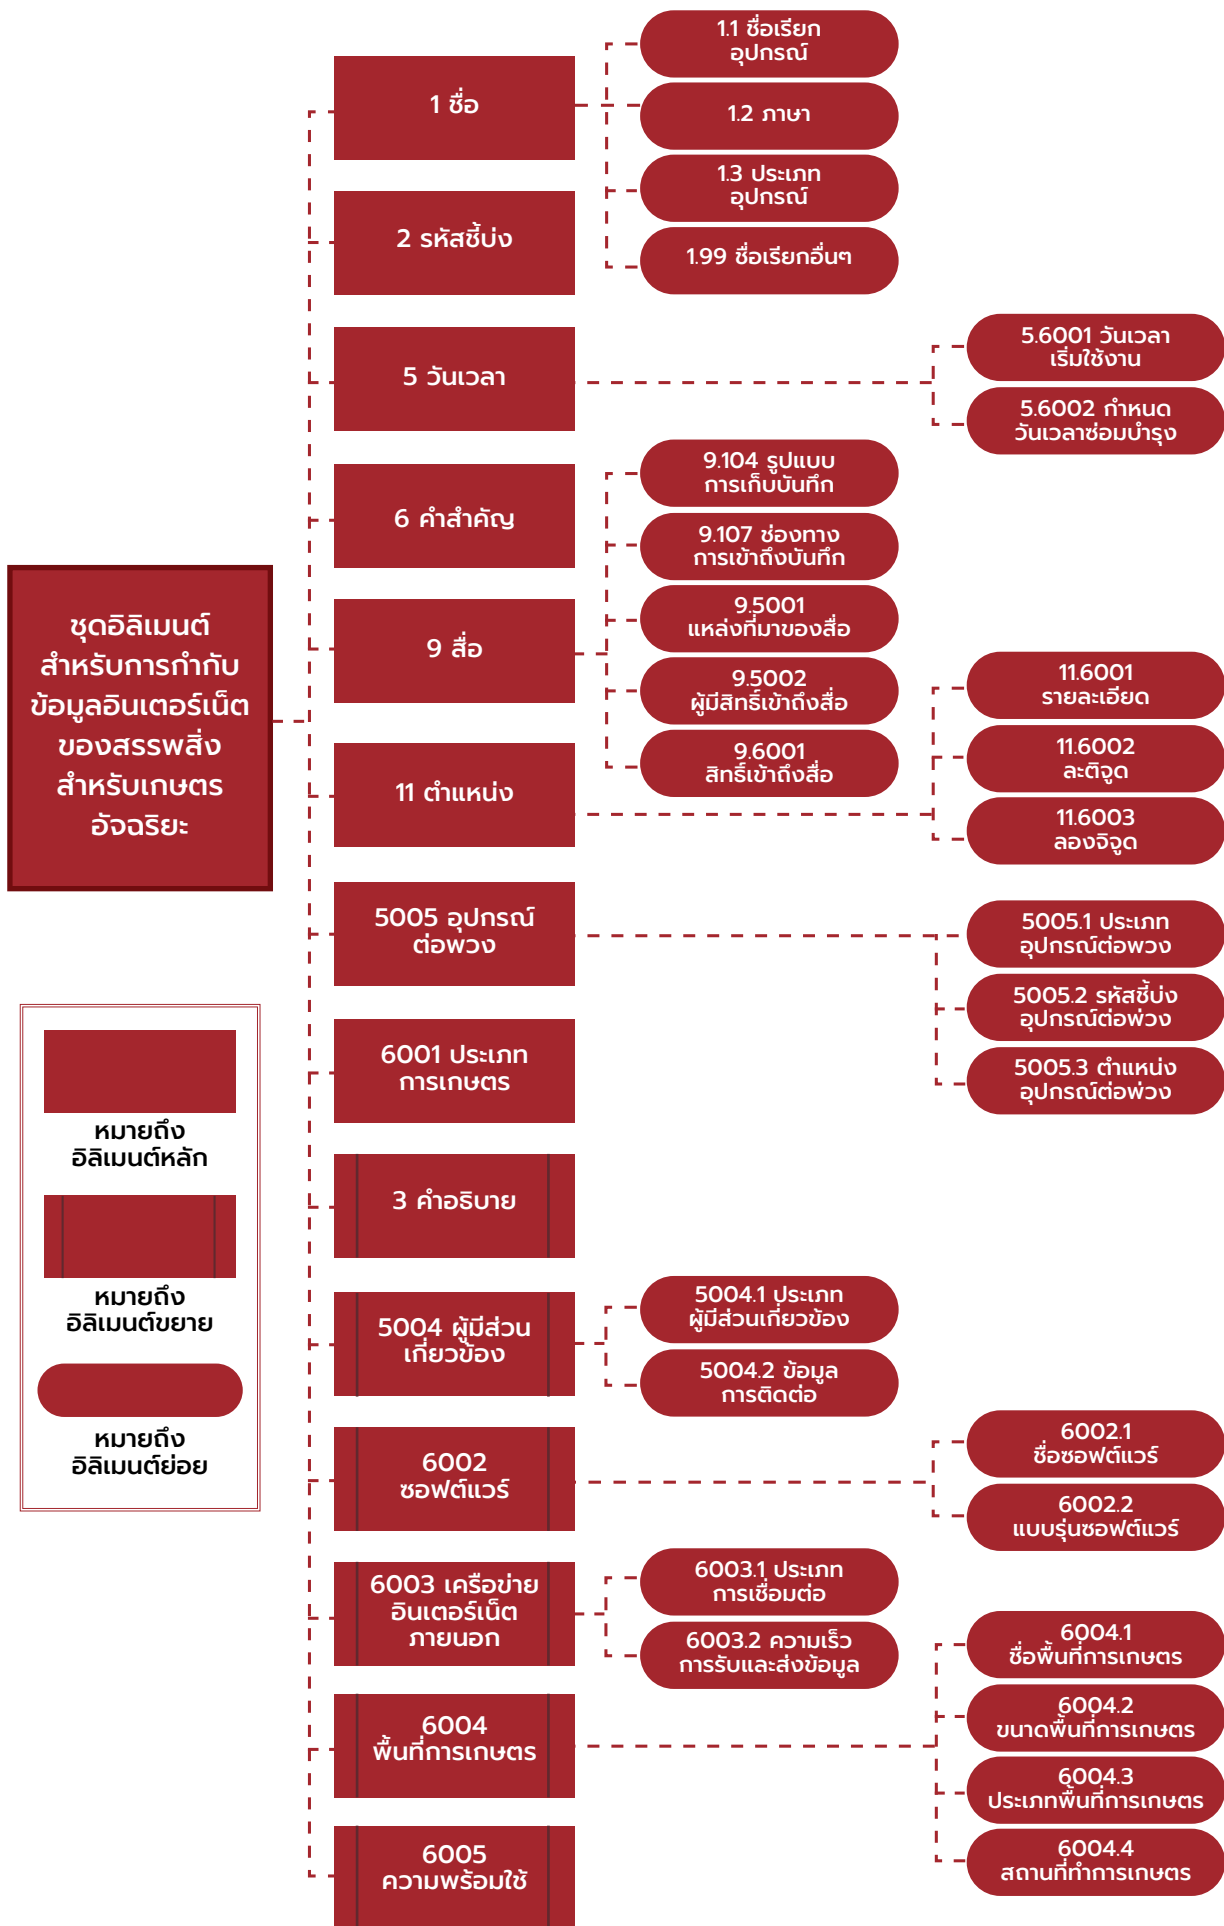 ชุดอิลิเมนต์
สำหรับการกำกับ
ข้อมูลอินเตอร์เน็ต
ของสรรพสิ่ง
สำหรับเกษตร
อัจฉริยะ
1 ชื่อ
1.1 ชื่อเรียก
อุปกรณ์
1.2 ภาษา
1.3 ประเภท
อุปกรณ์
1.99 ชื่อเรียกอื่นๆ
2 รหัสชี้บ่ง
5 วันเวลา
5.6001 วันเวลา
เริ่มใช้งาน
5.6002 กำหนด
วันเวลาซ่อมบำรุง
6 คำสำคัญ
9 สื่อ
9.104 รูปแบบ
การเก็บบันทึก
9.107 ช่องทาง
การเข้าถึงบันทึก
9.5001
แหล่งที่มาของสื่อ
9.5002
ผู้มีสิทธิ์เข้าถึงสื่อ
9.6001
สิทธิ์เข้าถึงสื่อ
11 ตำแหน่ง
11.6001
รายละเอียด
11.6002
ละติจูด
11.6003
ลองจิจูด
5005 อุปกรณ์
ต่อพวง
5005.1 ประเภท
อุปกรณ์ต่อพวง
5005.2 รหัสชี้บ่ง
อุปกรณ์ต่อพ่วง
5005.3 ตำแหน่ง
อุปกรณ์ต่อพ่วง
6001 ประเภท
การเกษตร
3 คำอธิบาย
5004 ผู้มีส่วน
เกี่ยวข้อง
5004.1 ประเภท
ผู้มีส่วนเกี่ยวข้อง
5004.2 ข้อมูล
การติดต่อ
6002
ซอฟต์แวร์
6002.1
ชื่อซอฟต์แวร์
6002.2
แบบรุ่นซอฟต์แวร์
6003 เครือข่าย
อินเตอร์เน็ต
ภายนอก
6003.1 ประเภท
การเชื่อมต่อ
6003.2 ความเร็ว
การรับและส่งข้อมูล
6004
พื้นที่การเกษตร
6004.1
ชื่อพื้นที่การเกษตร
6004.2
ขนาดพื้นที่การเกษตร
6004.3
ประเภทพื้นที่การเกษตร
6004.4
สถานที่ทำการเกษตร
6005
ความพร้อมใช้
หมายถึง
อิลิเมนต์หลัก
หมายถึง
อิลิเมนต์ขยาย
หมายถึง
อิลิเมนต์ย่อย